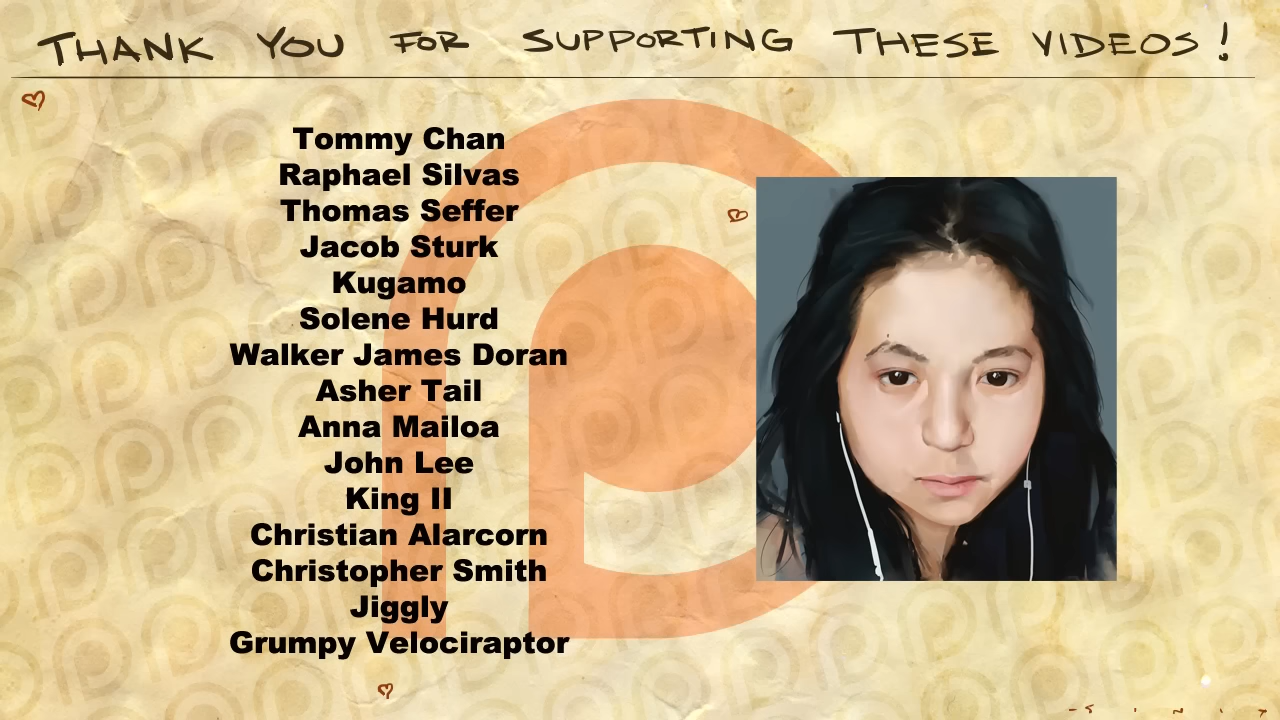 THANK YOU FOR SUPPORTING THESE VIDEOS!
Tommy Chan
Raphael Silvas
Thomas Seffer
Jacob Sturk
Kugamo
Solene Hurd
Walker James Doran
Asher Tail
Anna Mailoa
John Lee
King II
Christian Alarcorn
Christopher Smith
Jiggly
Grumpy Velociraptor